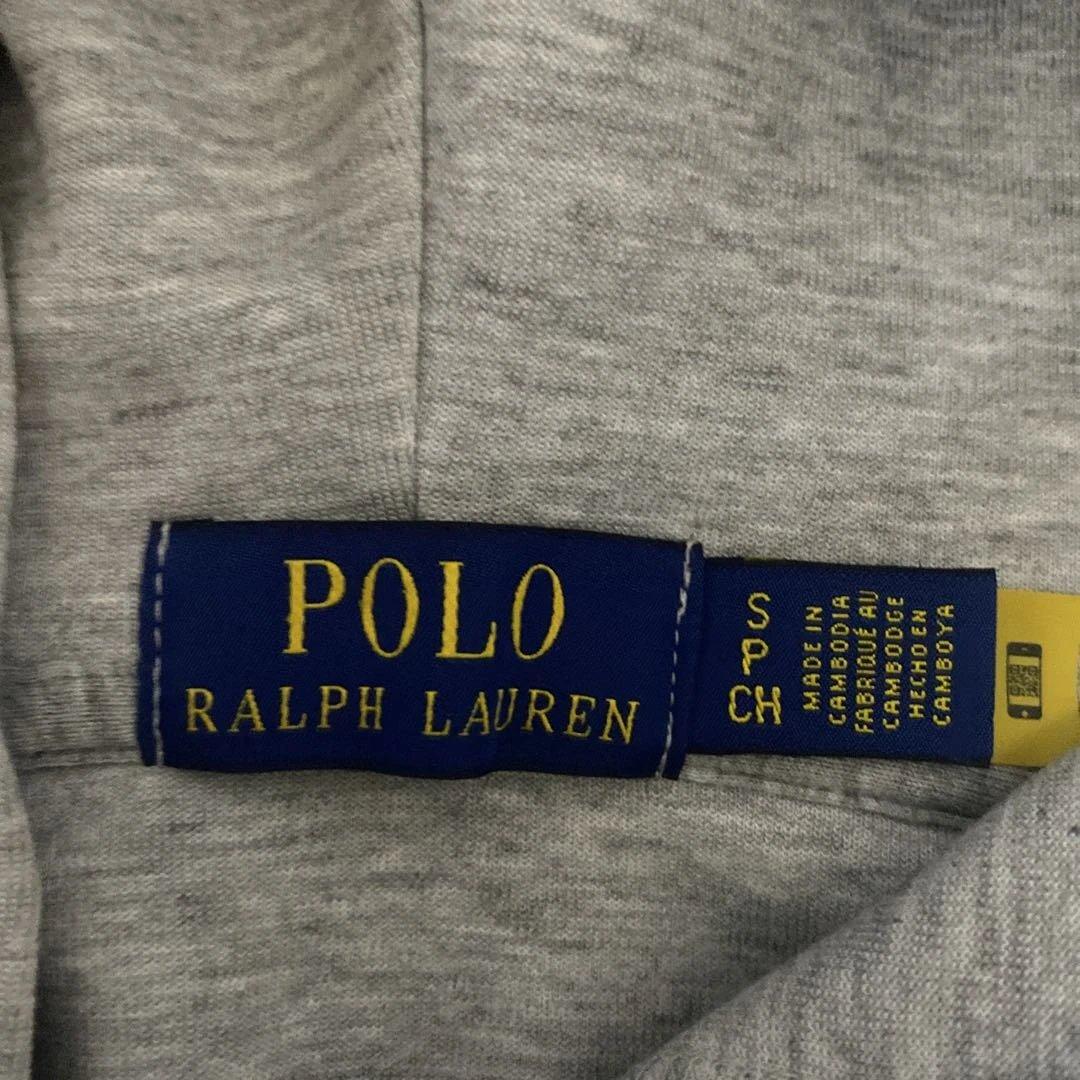 POLO
RALPH LAUREN
S
P
CH
MADE IN
CAMBODIA
FABRIQUÉ AU
CAMBODGE
HECHO EN
CAMBOYA